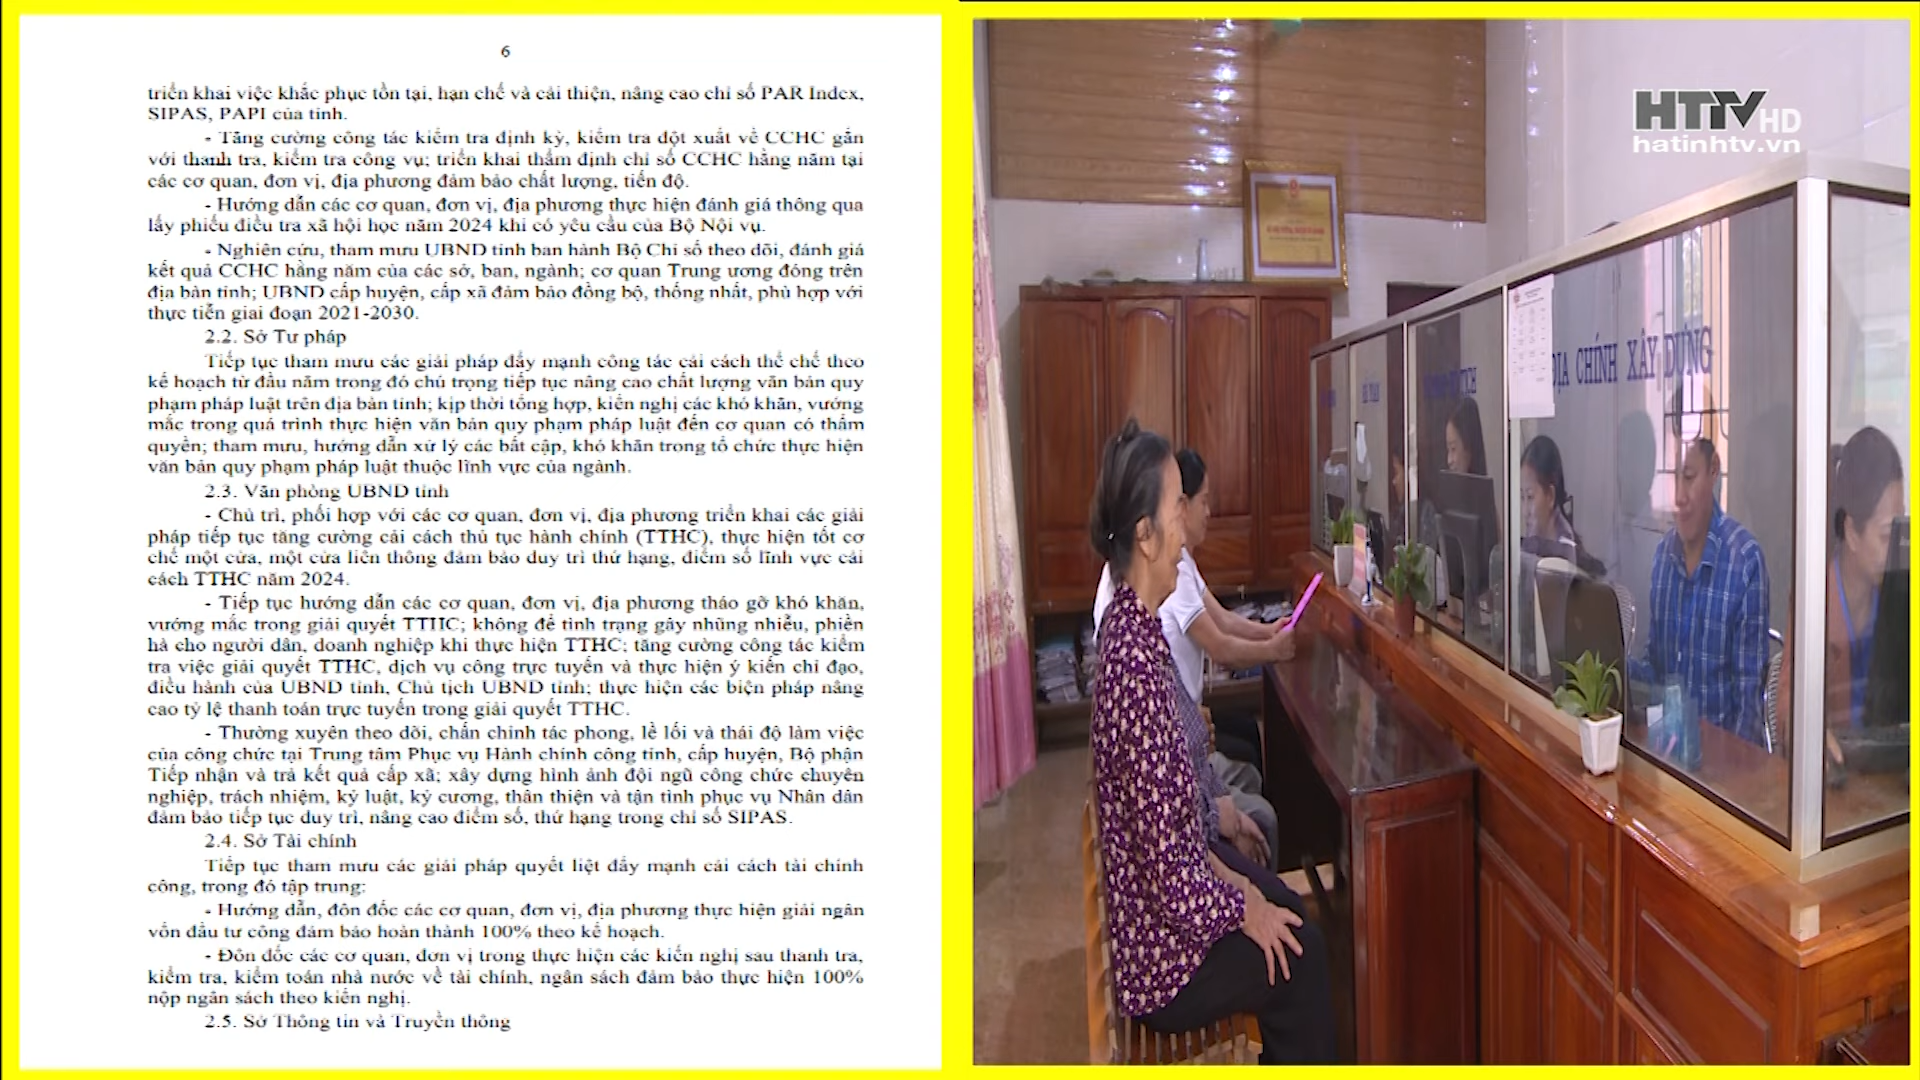 6
triển khai việc khắc phục tồn tại, hạn chế và cải thiện, nâng cao chỉ số PAR Index,
SIPAS, PAPI của tỉnh.
- Tăng cường công tác kiểm tra định kỳ, kiểm tra đột xuất về CCHC gắn
với thanh tra, kiểm tra công vụ; triển khai thẩm định chỉ số CCHC hằng năm tại
các cơ quan, đơn vị, địa phương đảm bảo chất lượng, tiến độ.
- Hướng dẫn các cơ quan, đơn vị, địa phương thực hiện đánh giá thông qua
lấy phiếu điều tra xã hội học năm 2024 khi có yêu cầu của Bộ Nội vụ.
- Nghiên cứu, tham mưu UBND tỉnh ban hành Bộ Chỉ số theo dõi, đánh giá
kết quả CCHC hằng năm của các sở, ban, ngành; cơ quan Trung ương đóng trên
địa bàn tỉnh; UBND cấp huyện, cấp xã đảm bảo đồng bộ, thống nhất, phù hợp với
thực tiễn giai đoạn 2021-2030.
2.2. Sở Tư pháp
Tiếp tục tham mưu các giải pháp đẩy mạnh công tác cải cách thể chế theo
kế hoạch từ đầu năm trong đó chú trọng tiếp tục nâng cao chất lượng văn bản quy
phạm pháp luật trên địa bàn tỉnh; kịp thời tổng hợp, kiến nghị các khó khăn, vướng
mắc trong quá trình thực hiện văn bản quy phạm pháp luật đến cơ quan có thẩm
quyền; tham mưu, hướng dẫn xử lý các bất cập, khó khăn trong tổ chức thực hiện
văn bản quy phạm pháp luật thuộc lĩnh vực của ngành.
2.3. Văn phòng UBND tỉnh
- Chủ trì, phối hợp với các cơ quan, đơn vị, địa phương triển khai các giải
pháp tiếp tục tăng cường cải cách thủ tục hành chính (TTHC), thực hiện tốt cơ
chế một cửa, một cửa liên thông đảm bảo duy trì thứ hạng, điểm số lĩnh vực cải
cách TTHC năm 2024.
- Tiếp tục hướng dẫn các cơ quan, đơn vị, địa phương tháo gỡ khó khăn,
vướng mắc trong giải quyết TTHC; không để tình trạng gây nhũng nhiễu, phiền
hà cho người dân, doanh nghiệp khi thực hiện TTHC; tăng cường công tác kiểm
tra việc giải quyết TTHC, dịch vụ công trực tuyến và thực hiện ý kiến chỉ đạo,
điều hành của UBND tỉnh, Chủ tịch UBND tỉnh; thực hiện các biện pháp nâng
cao tỷ lệ thanh toán trực tuyến trong giải quyết TTHC.
- Thường xuyên theo dõi, chấn chỉnh tác phong, lề lối và thái độ làm việc
của công chức tại Trung tâm Phục vụ Hành chính công tỉnh, cấp huyện, Bộ phận
Tiếp nhận và trả kết quả cấp xã; xây dựng hình ảnh đội ngũ công chức chuyên
nghiệp, trách nhiệm, kỷ luật, kỷ cương, thân thiện và tận tình phục vụ Nhân dân
đảm bảo tiếp tục duy trì, nâng cao điểm số, thứ hạng trong chỉ số SIPAS.
2.4. Sở Tài chính
Tiếp tục tham mưu các giải pháp quyết liệt đẩy mạnh cải cách tài chính
công, trong đó tập trung:
- Hướng dẫn, đôn đốc các cơ quan, đơn vị, địa phương thực hiện giải ngân
vốn đầu tư công đảm bảo hoàn thành 100% theo kế hoạch.
- Đôn đốc các cơ quan, đơn vị trong thực hiện các kiến nghị sau thanh tra,
kiểm tra, kiểm toán nhà nước về tài chính, ngân sách đảm bảo thực hiện 100%
nộp ngân sách theo kiến nghị.
2.5. Sở Thông tin và Truyền thông
HTTV HD
hatinhtv.vn
ĐỊA CHÍNH XÂY DỰNG